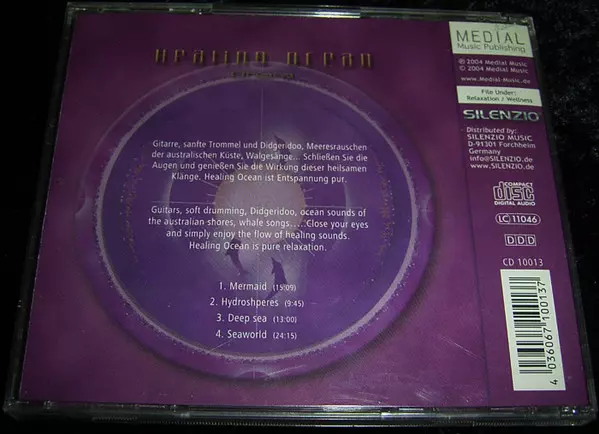 Healing Ocean
Gitarre, sanfte Trommel und Didgeridoo, Meeresrauschen
der australischen Küste, Walgesänge... Schließen Sie die
Augen und genießen Sie die Wirkung dieser heilsamen
Klänge. Healing Ocean ist Entspannung pur.
Guitars, soft drumming, Didgeridoo, ocean sounds of
the australian shores, whale songs.....Close your eyes
and simply enjoy the flow of healing sounds.
Healing Ocean is pure relaxation.
1. Mermaid (15:09)
2. Hydroshperes (9:45)
3. Deep sea (13:00)
4. Seaworld (24:15)
MEDIAL
Music Publishing
℗ 2004 Medial Music
© 2004 Medial Music
www.Medial-Music.de
File Under:
Relaxation / Wellness
SILENZIO
Distributed by:
SILENZIO MUSIC
D-91301 Forchheim
Germany
info@SILENZIO.de
www.SILENZIO.de
COMPACT
disc
DIGITAL AUDIO
LC 11046
DDD
CD 10013
4 036067 100137